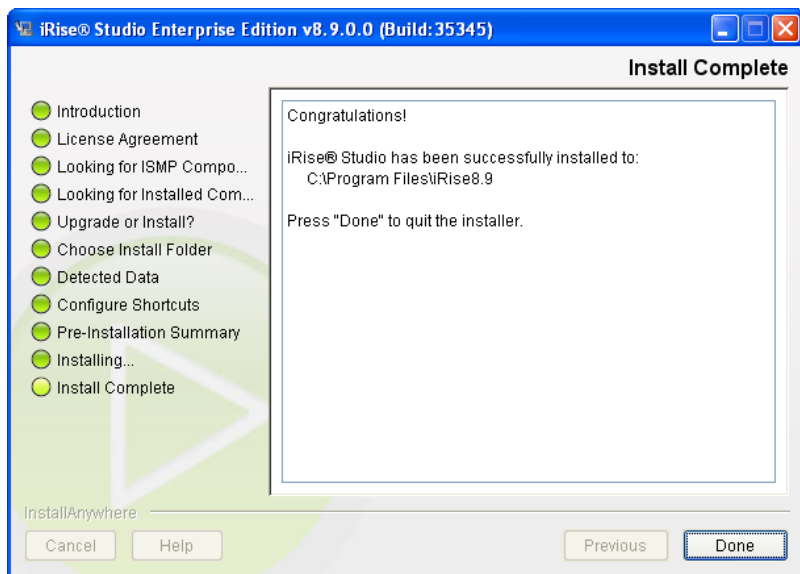 iRise® Studio Enterprise Edition v8.9.0.0 (Build:35345)
Install Complete
Introduction
License Agreement
Looking for ISMP Compo...
Looking for Installed Com...
Upgrade or Install?
Choose Install Folder
Detected Data
Configure Shortcuts
Pre-Installation Summary
Installing...
Install Complete
Congratulations!
iRise® Studio has been successfully installed to:
C:\Program Files\iRise8.9
Press "Done" to quit the installer.
InstallAnywhere
Cancel
Help
Previous
Done